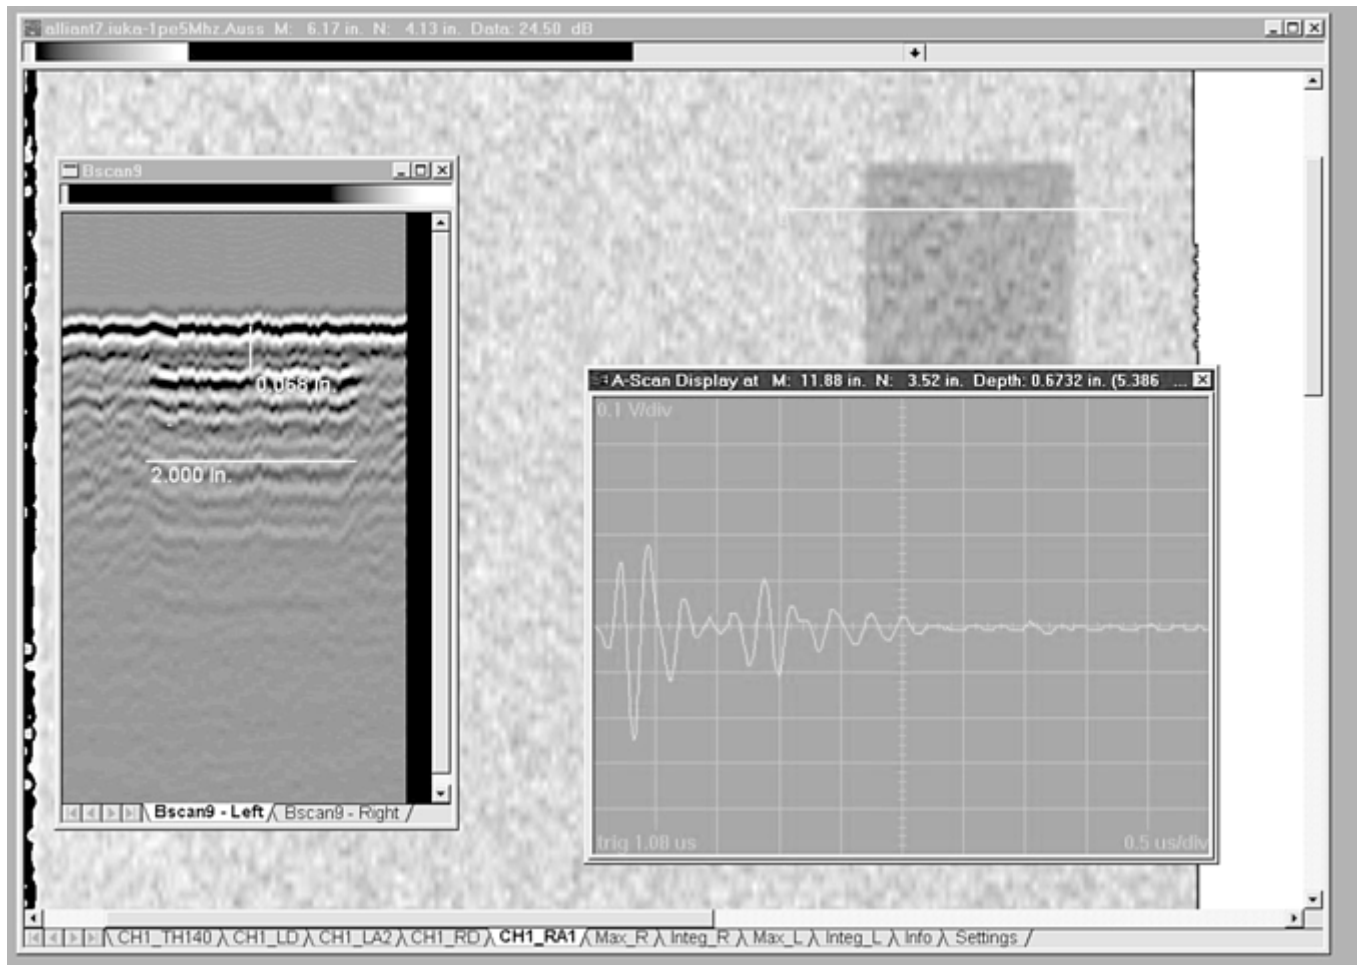 alliant7.iuka-1pe5Mhz.Auss M: 6.17 in. N: 4.13 in. Data: 24.50 dB
Bscan9
0.068 in.
2.000 in.
Bscan9 - Left Bscan9 - Right
A-Scan Display at M: 11.88 in. N: 3.52 in. Depth: 0.6732 in. (5.386 ...
0.1 V/div
trig 1.08 us 0.5 us/div
CH1_TH140 CH1_LD CH1_LA2 CH1_RD CH1_RA1 Max_R Integ_R Max_L Integ_L Info Settings